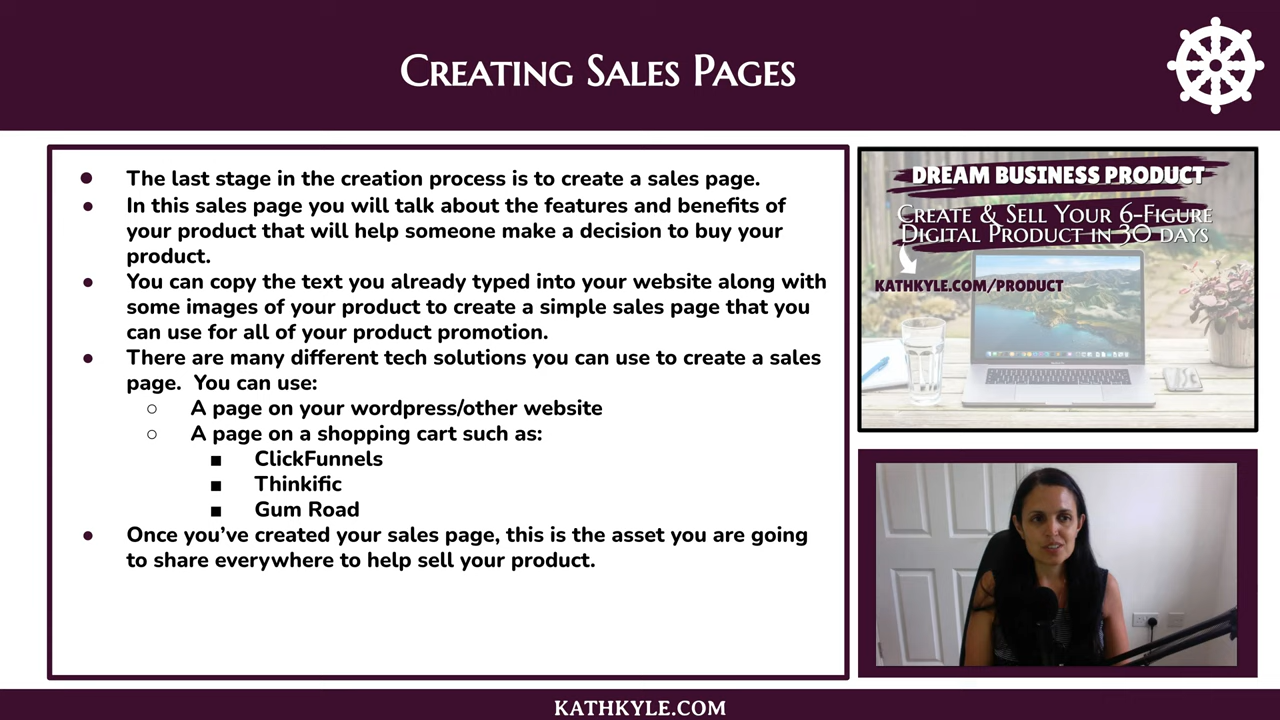 Creating Sales Pages
● The last stage in the creation process is to create a sales page.
● In this sales page you will talk about the features and benefits of
your product that will help someone make a decision to buy your
product.
● You can copy the text you already typed into your website along with
some images of your product to create a simple sales page that you
can use for all of your product promotion.
● There are many different tech solutions you can use to create a sales
page. You can use:
○ A page on your wordpress/other website
○ A page on a shopping cart such as:
■ ClickFunnels
■ Thinkific
■ Gum Road
● Once you’ve created your sales page, this is the asset you are going
to share everywhere to help sell your product.
DREAM BUSINESS PRODUCT
Create & Sell Your 6-Figure
Digital Product in 30 days
KATHKYLE.COM/PRODUCT
KATHKYLE.COM